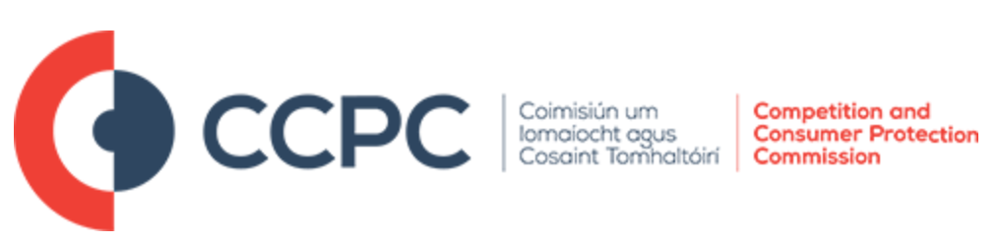 CCPC
Coimisiún um
Iomaíocht agus
Cosaint Tomhaltóirí
Competition and
Consumer Protection
Commission